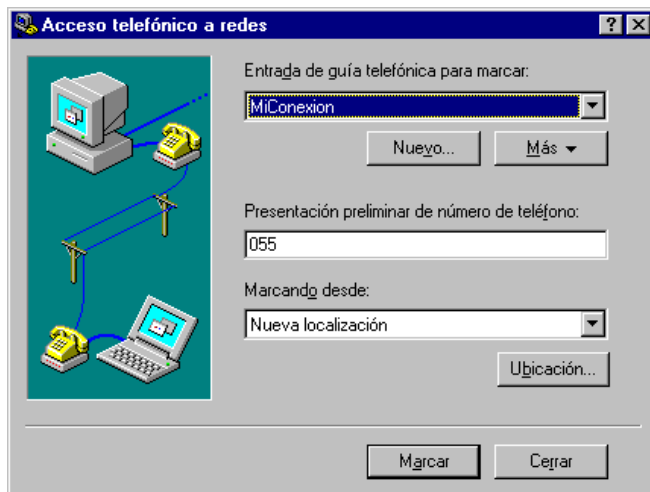 Acceso telefónico a redes
Entrada de guía telefónica para marcar:
MiConexion
Nuevo...
Más
Presentación preliminar de número de teléfono:
055
Marcando desde:
Nueva localización
Ubicación...
Marcar
Cerrar